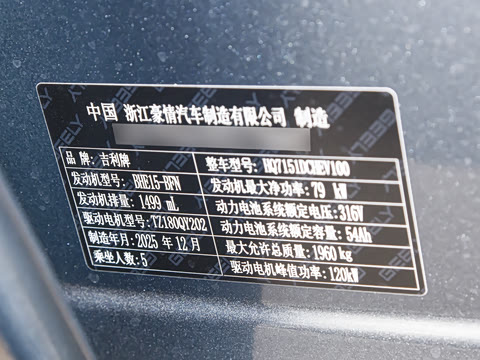 中国 浙江豪情汽车制造有限公司 制造
品 牌: 吉利牌 整车型号: HQ7151DCHEV100
发动机型号: BHE15-BFN 发动机最大净功率: 79 kW
发动机排量: 1499 mL 动力电池系统额定电压: 316V
驱动电机型号: TZ180QY202 动力电池系统额定容量: 54Ah
制造年月: 2025 年 12 月 最大允许总质量: 1960 kg
乘坐人数: 5 驱动电机峰值功率: 120kW
GEELY